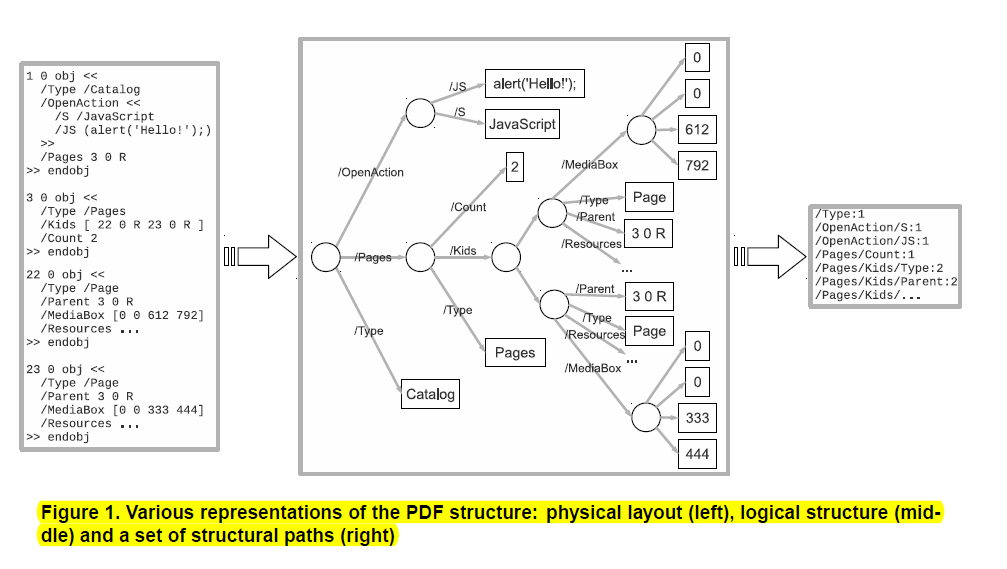 1 0 obj <<
/Type /Catalog
/OpenAction <<
/S /JavaScript
/JS (alert('Hello!');)
>>
/Pages 3 0 R
>> endobj
3 0 obj <<
/Type /Pages
/Kids [ 22 0 R 23 0 R ]
/Count 2
>> endobj
22 0 obj <<
/Type /Page
/Parent 3 0 R
/MediaBox [0 0 612 792]
/Resources ...
>> endobj
23 0 obj <<
/Type /Page
/Parent 3 0 R
/MediaBox [0 0 333 444]
/Resources ...
>> endobj
/OpenAction
/JS
alert('Hello!');
/S
JavaScript
/Pages
/Count
2
/Kids
/Type
Pages
/Type
Catalog
/MediaBox
0
0
612
792
/Type
Page
/Parent
3 0 R
/Resources
...
/Parent
3 0 R
/Type
Page
/Resources
...
/MediaBox
0
0
333
444
/Type:1
/OpenAction/S:1
/OpenAction/JS:1
/Pages/Count:1
/Pages/Kids/Type:2
/Pages/Kids/Parent:2
/Pages/Kids/...
Figure 1. Various representations of the PDF structure: physical layout (left), logical structure (mid-
dle) and a set of structural paths (right)